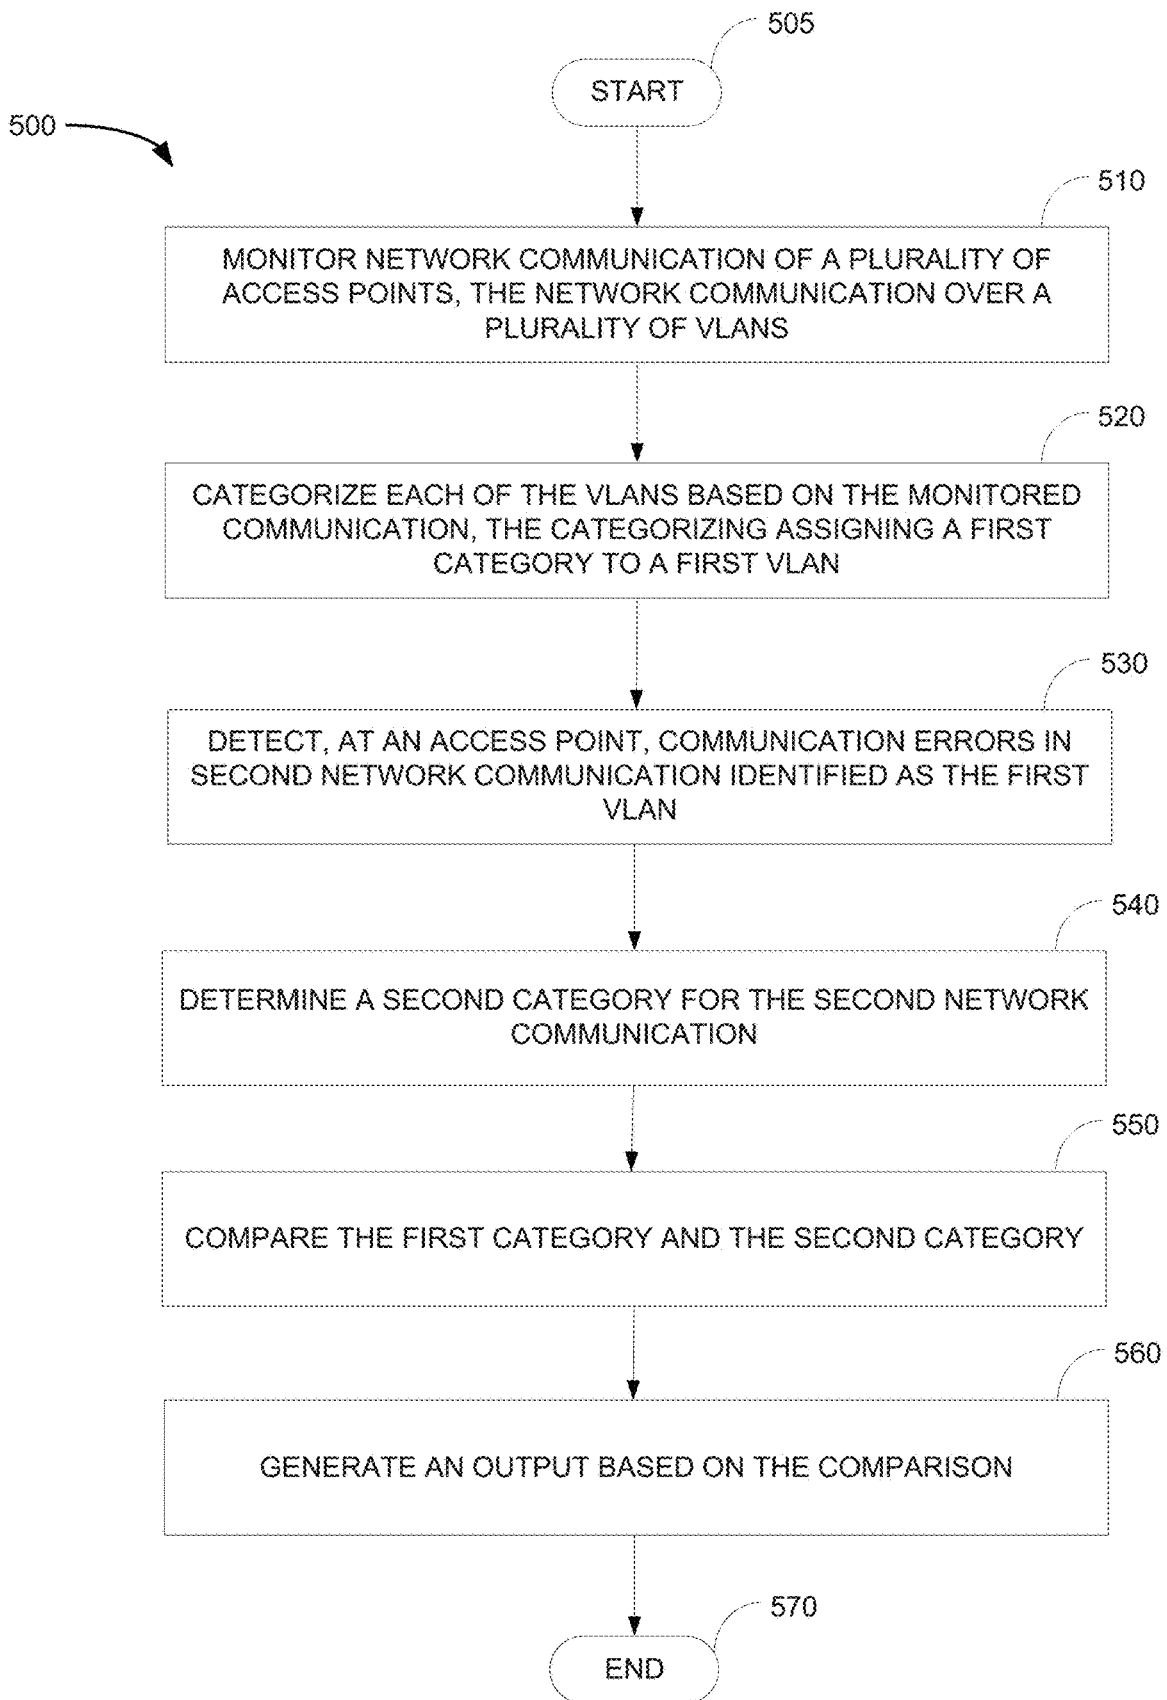 505
START
500
510
MONITOR NETWORK COMMUNICATION OF A PLURALITY OF
ACCESS POINTS, THE NETWORK COMMUNICATION OVER A
PLURALITY OF VLANS
520
CATEGORIZE EACH OF THE VLANS BASED ON THE MONITORED
COMMUNICATION, THE CATEGORIZING ASSIGNING A FIRST
CATEGORY TO A FIRST VLAN
530
DETECT, AT AN ACCESS POINT, COMMUNICATION ERRORS IN
SECOND NETWORK COMMUNICATION IDENTIFIED AS THE FIRST
VLAN
540
DETERMINE A SECOND CATEGORY FOR THE SECOND NETWORK
COMMUNICATION
550
COMPARE THE FIRST CATEGORY AND THE SECOND CATEGORY
560
GENERATE AN OUTPUT BASED ON THE COMPARISON
570
END